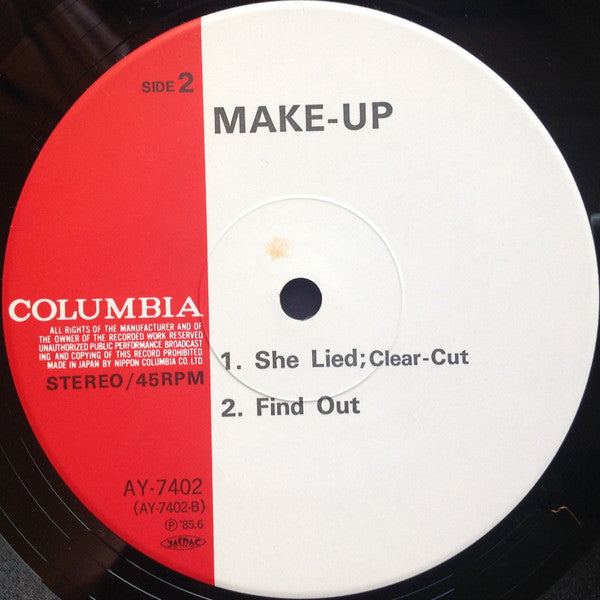 SIDE 2
MAKE-UP
COLUMBIA
ALL RIGHTS OF THE MANUFACTURER AND OF
THE OWNER OF THE RECORDED WORK RESERVED
UNAUTHORIZED PUBLIC PERFORMANCE BROADCAST
ING AND COPYING OF THIS RECORD PROHIBITED
MADE IN JAPAN BY NIPPON COLUMBIA CO. LTD.
STEREO/45RPM
1. She Lied;Clear-Cut
2. Find Out
AY-7402
(AY-7402-B)
Ⓟ '85.6
JASRAC